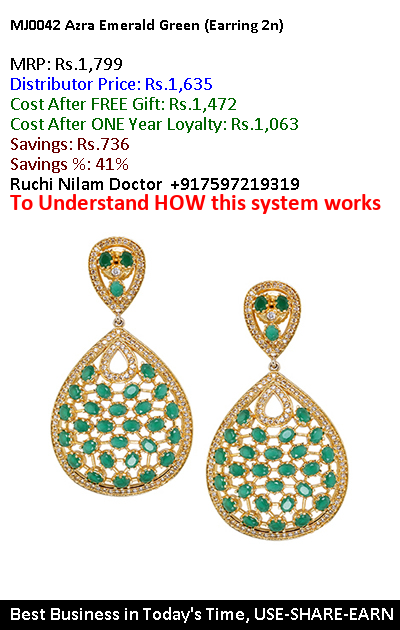 MJ0042 Azra Emerald Green (Earring 2n)
MRP: Rs.1,799
Distributor Price: Rs.1,635
Cost After FREE Gift: Rs.1,472
Cost After ONE Year Loyalty: Rs.1,063
Savings: Rs.736
Savings %: 41%
Ruchi Nilam Doctor +917597219319
To Understand HOW this system works
Best Business in Today's Time, USE-SHARE-EARN